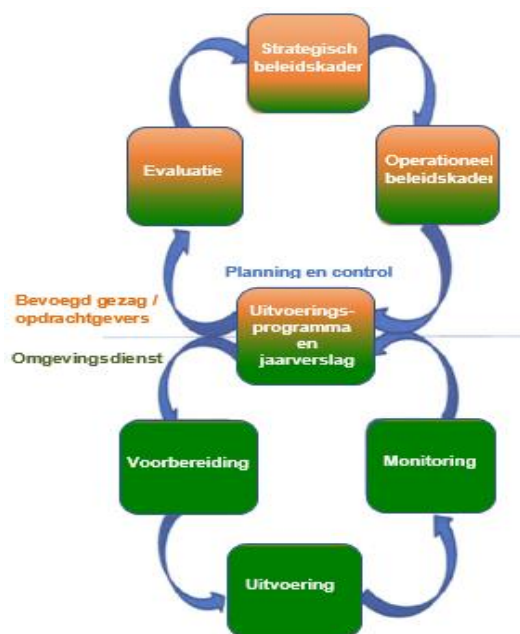 Strategisch
beleidskader
Evaluatie
Operationeel
beleidskader
Planning en control
Bevoegd gezag /
opdrachtgevers
Uitvoerings-
programma
en
jaarverslag
Omgevingsdienst
Voorbereiding
Monitoring
Uitvoering